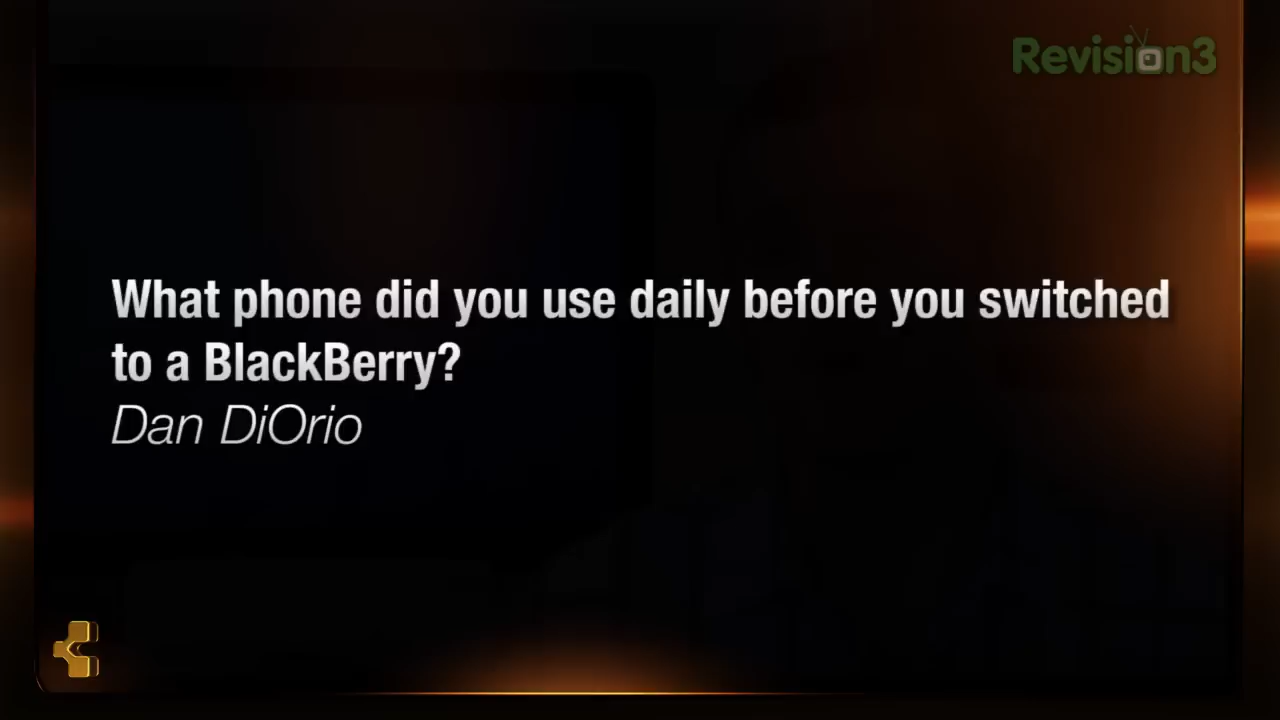 Revision3
What phone did you use daily before you switched
to a BlackBerry?
Dan DiOrio